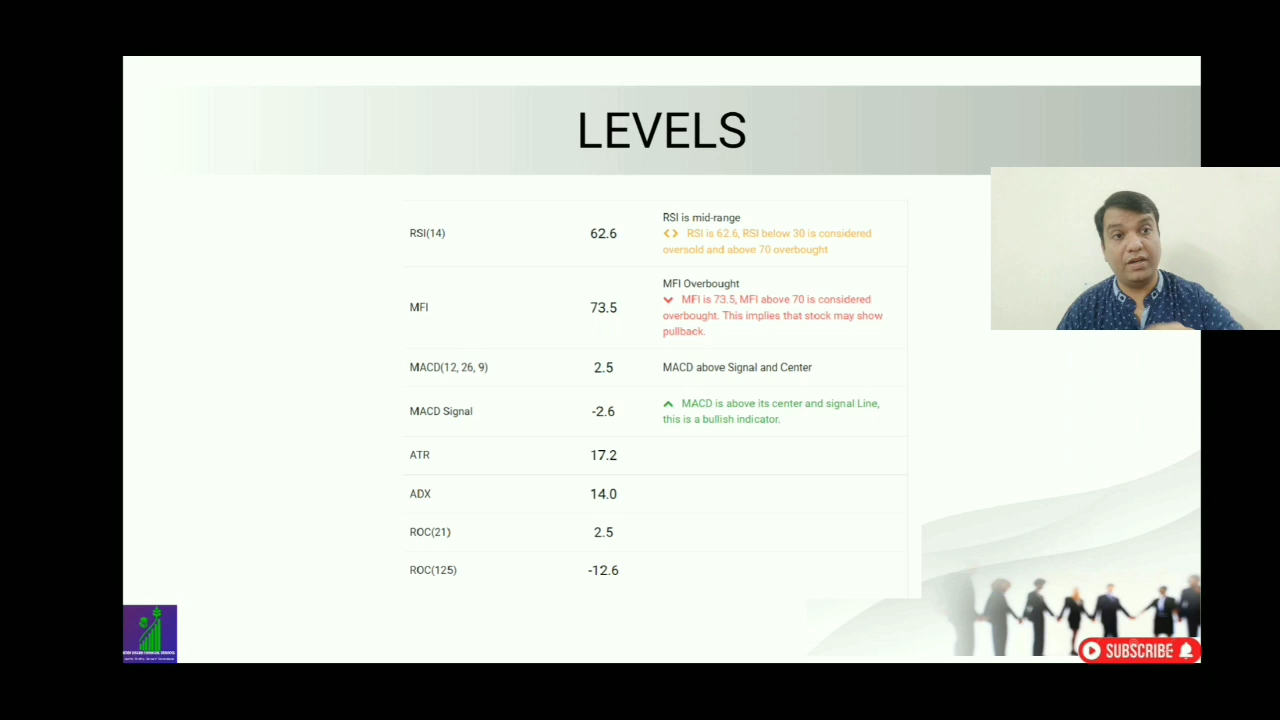 LEVELS
RSI(14)
62.6
RSI is mid-range
RSI is 62.6, RSI below 30 is considered
oversold and above 70 overbought
MFI
73.5
MFI Overbought
MFI is 73.5, MFI above 70 is considered
overbought. This implies that stock may show
pullback.
MACD(12, 26, 9)
2.5
MACD above Signal and Center
MACD Signal
-2.6
MACD is above its center and signal Line,
this is a bullish indicator.
ATR
17.2
ADX
14.0
ROC(21)
2.5
ROC(125)
-12.6
SUBSCRIBE